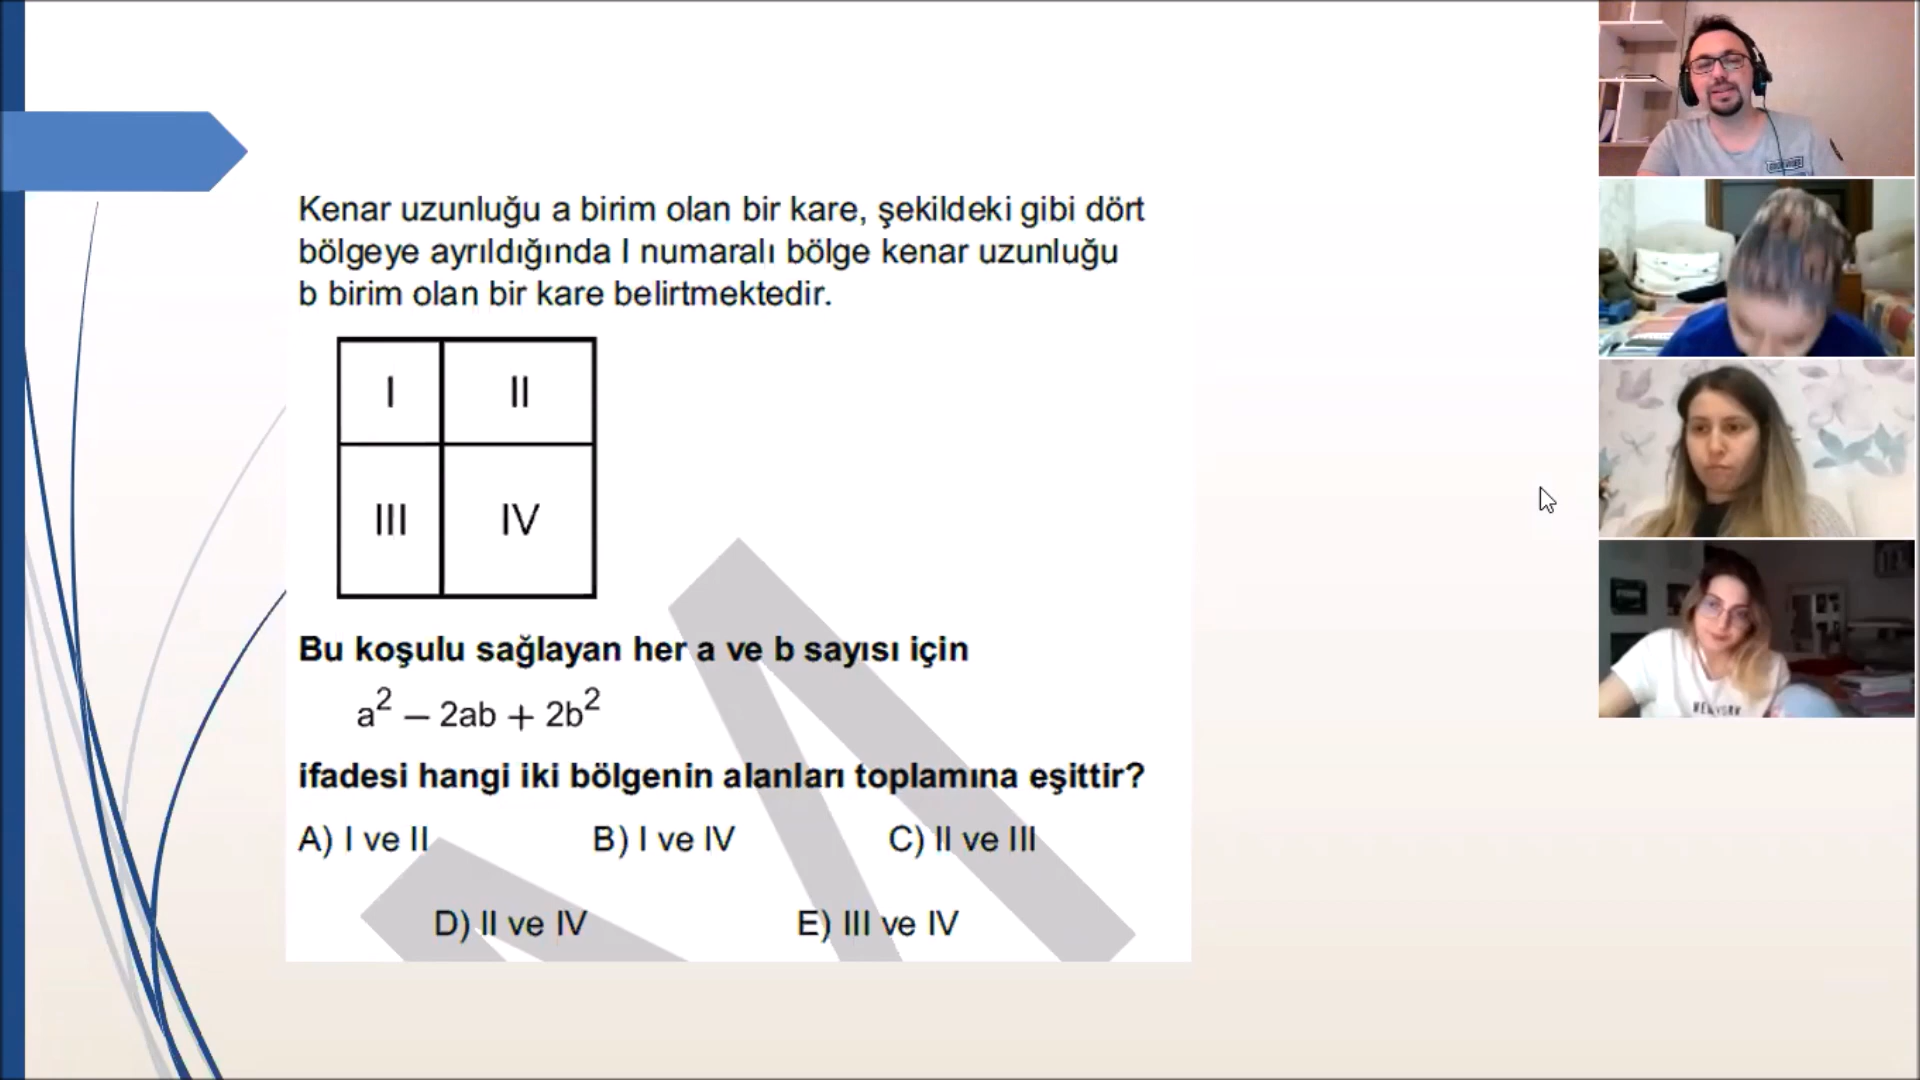 Kenar uzunluğu a birim olan bir kare, şekildeki gibi dört
bölgeye ayrıldığında I numaralı bölge kenar uzunluğu
b birim olan bir kare belirtmektedir.
I II
III IV
Bu koşulu sağlayan her a ve b sayısı için
a² – 2ab + 2b²
ifadesi hangi iki bölgenin alanları toplamına eşittir?
A) I ve II B) I ve IV C) II ve III
D) II ve IV E) III ve IV